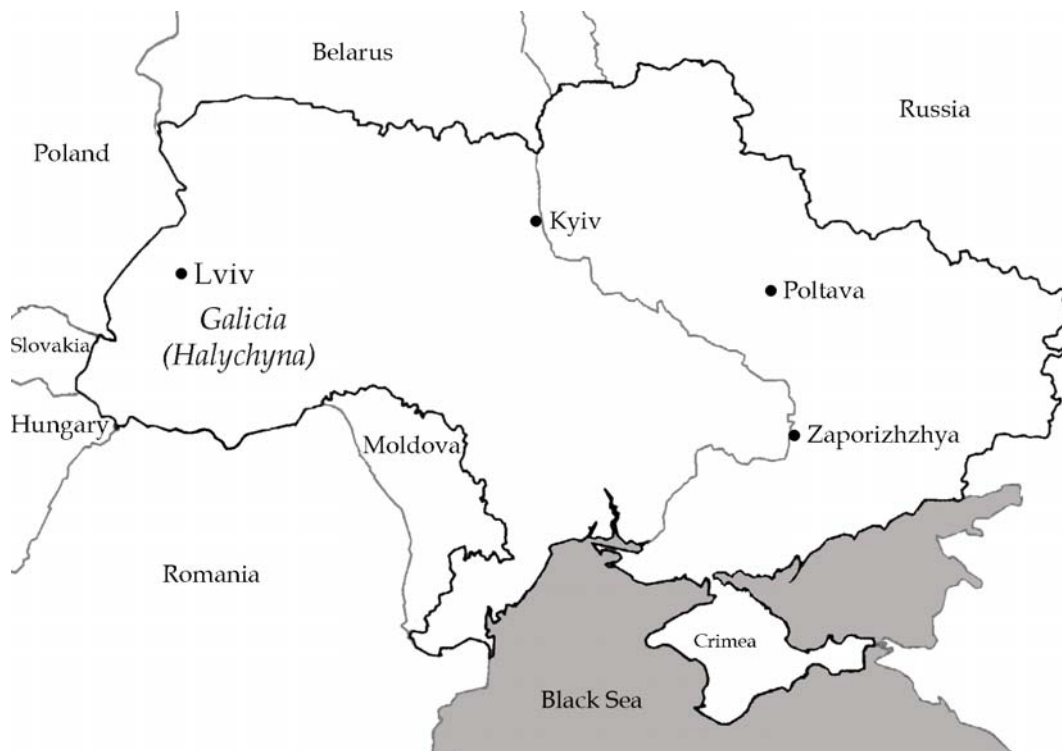 Belarus
Russia
Poland
Kyiv
Lviv
Poltava
Galicia
(Halychyna)
Slovakia
Hungary
Moldova
Zaporizhzhya
Romania
Crimea
Black Sea